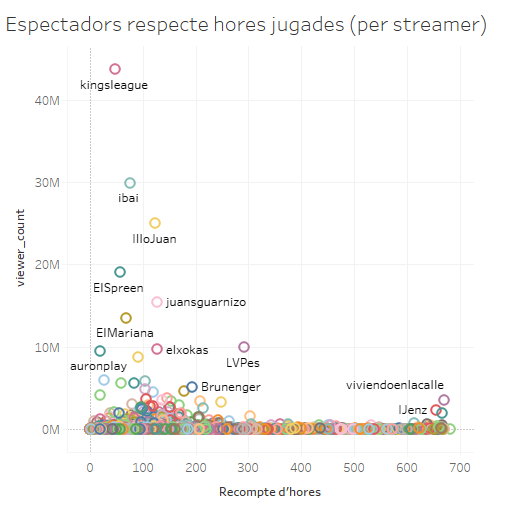 Espectadors respecte hores jugades (per streamer)
kingsleague
40M
30M
ibai
IlloJuan
viewer_count
20M
ElSpreen
juansguarnizo
ElMariana
10M
elxokas
auronplay
LVPes
viviendoenlacalle
Brunenger
IJenz
0M
0 100 200 300 400 500 600 700
Recompte d'hores